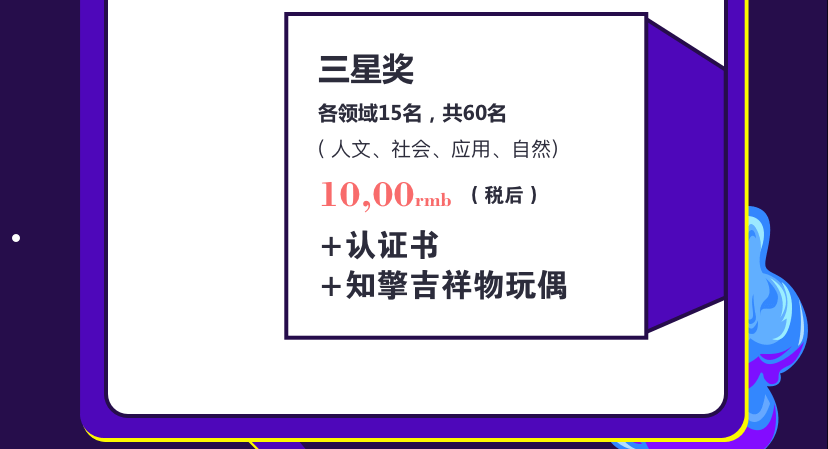 三星奖
各领域15名，共60名
( 人文、社会、应用、自然)
10,00rmb （税后）
+认证书
+知擎吉祥物玩偶